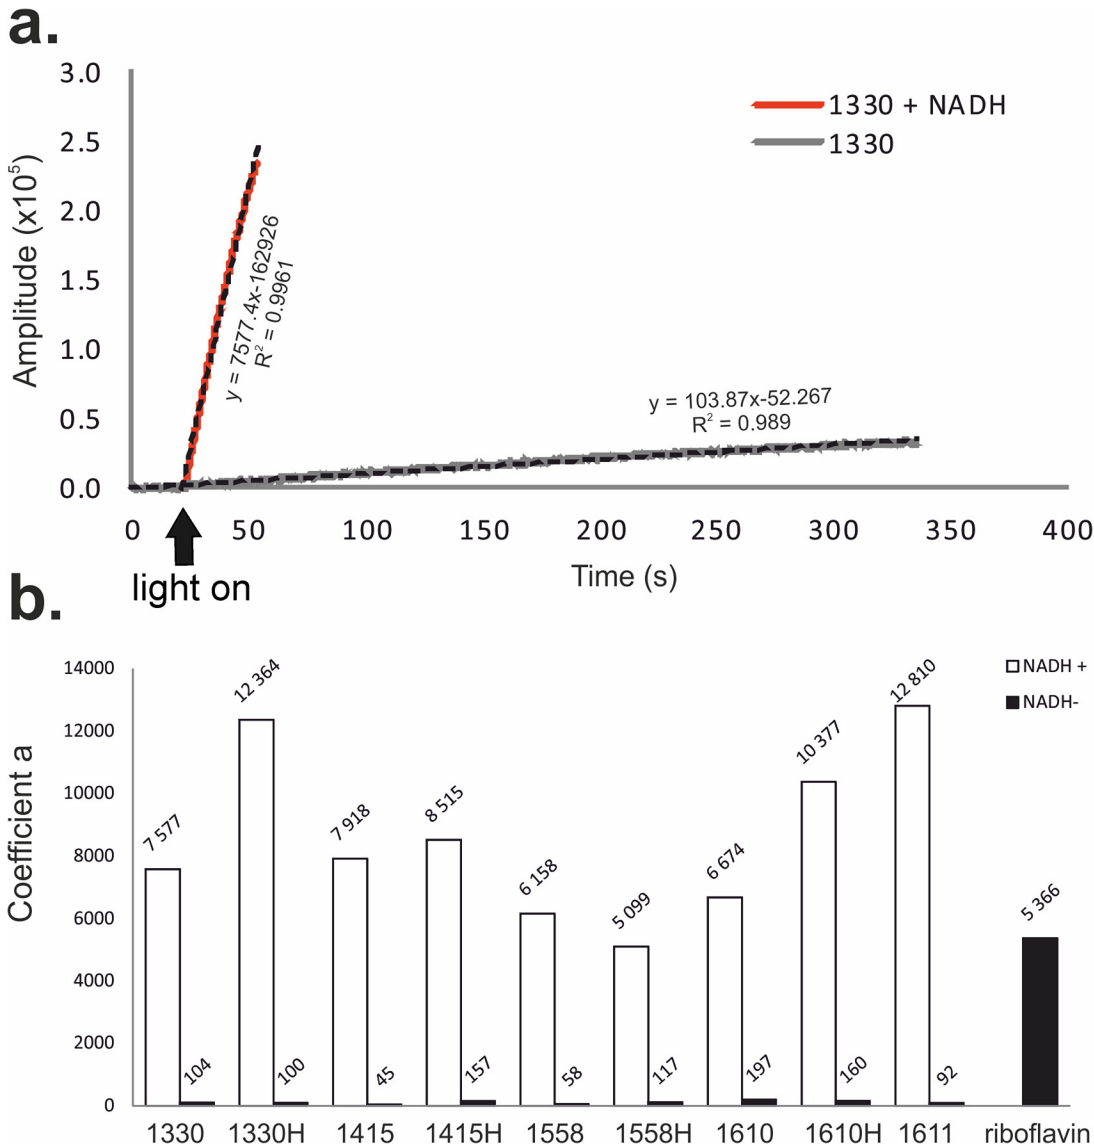 a.
3.0
2.5
2.0
1.5
1.0
0.5
0.0
Amplitude (x10⁵)
1330 + NADH
1330
y = 7577.4x-162926
R² = 0.9961
y = 103.87x-52.267
R² = 0.989
0 50 100 150 200 250 300 350 400
light on
Time (s)
b.
14000
12000
10000
8000
6000
4000
2000
0
Coefficient a
NADH +
NADH-
7 577
104
12 364
100
7 918
45
8 515
157
6 158
58
5 099
117
6 674
197
10 377
160
12 810
92
5 366
1330 1330H 1415 1415H 1558 1558H 1610 1610H 1611 riboflavin